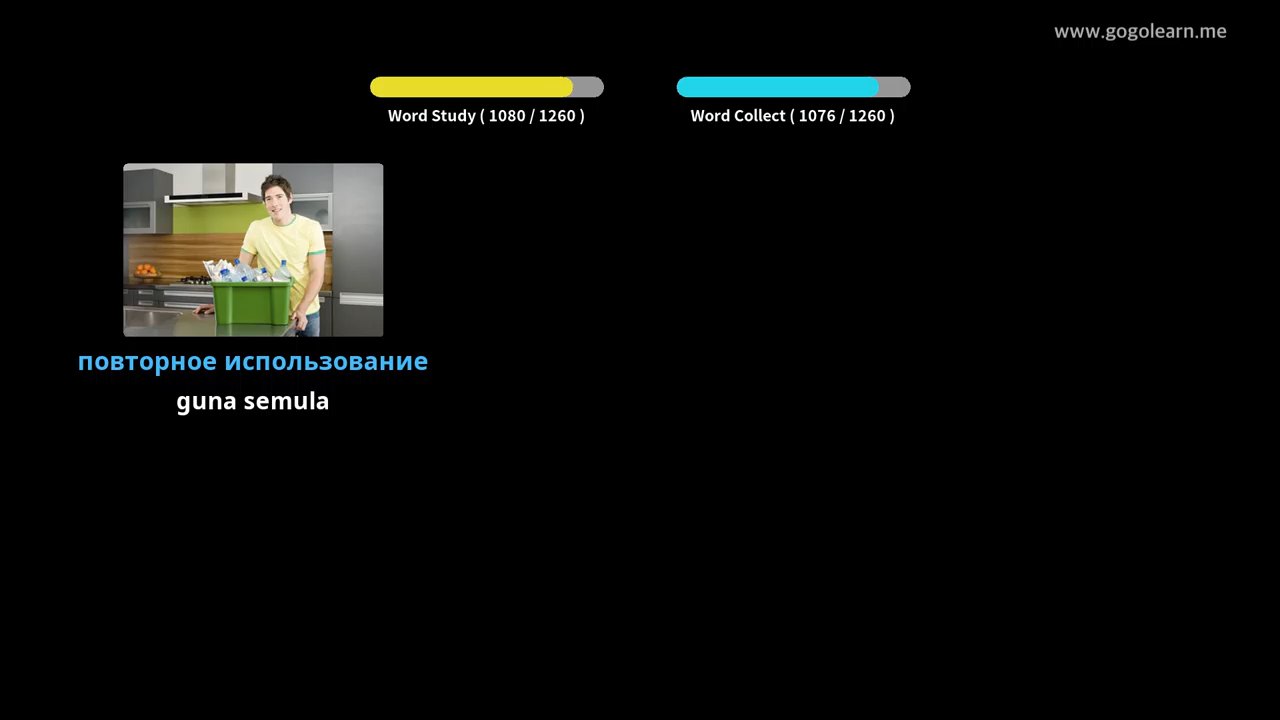 www.gogolearn.me
Word Study ( 1080 / 1260 )
Word Collect ( 1076 / 1260 )
повторное использование
guna semula